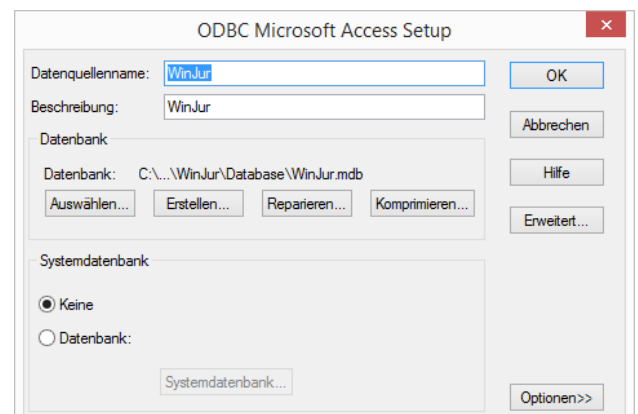 ODBC Microsoft Access Setup
Datenquellenname: WinJur
OK
Beschreibung: WinJur
Abbrechen
Datenbank
Datenbank: C:\...\WinJur\Database\WinJur.mdb
Hilfe
Auswählen... Erstellen... Reparieren... Komprimieren...
Erweitert...
Systemdatenbank
Keine
Datenbank:
Systemdatenbank...
Optionen>>